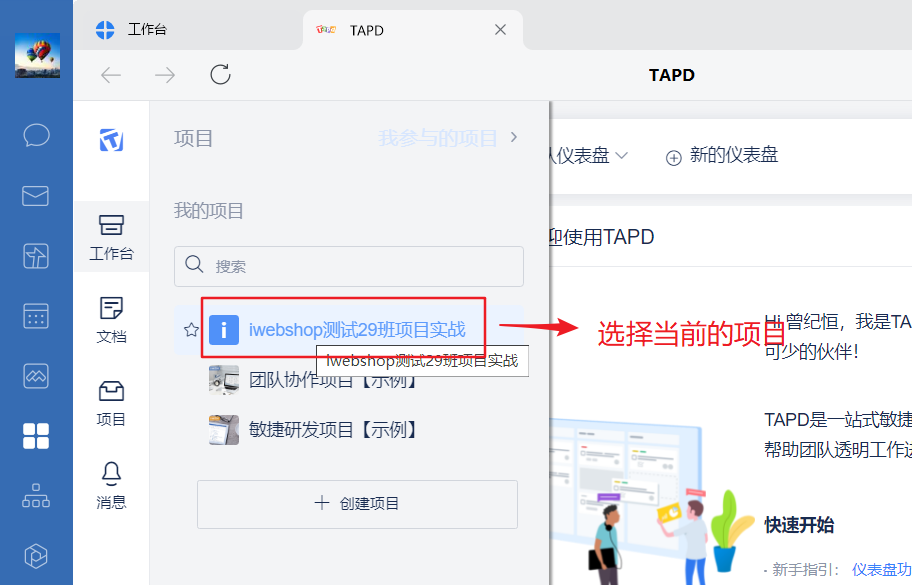 工作台
TAPD
TAPD
项目
我参与的项目
仪表盘
新的仪表盘
我的项目
迎使用TAPD
工作台
搜索
iwebshop测试29班项目实战
选择当前的项目
Hi 曾纪恒，我是TA
可少的伙伴！
iwebshop测试29班项目实战
文档
团队协作项目【示例】
项目
敏捷研发项目【示例】
TAPD是一站式敏捷
帮助团队透明工作进
消息
创建项目
快速开始
· 新手指引：
仪表盘功